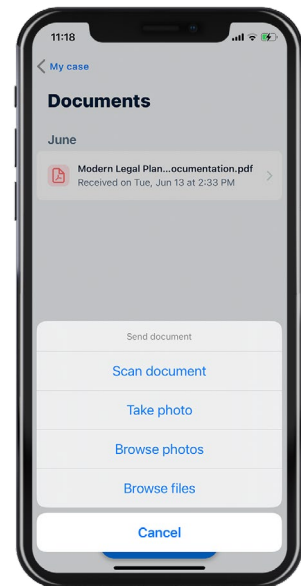 11:18
My case
Documents
June
Modern Legal Plan...ocumentation.pdf
Received on Tue, Jun 13 at 2:33 PM
Send document
Scan document
Take photo
Browse photos
Browse files
Cancel